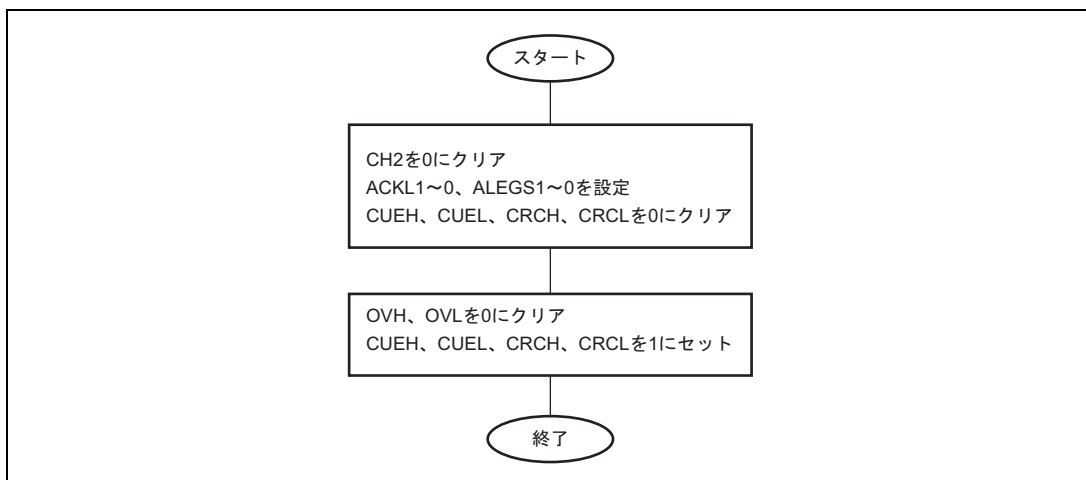 スタート
CH2を0にクリア
ACKL1～0、ALEGS1～0を設定
CUEH、CUEL、CRCH、CRCLを0にクリア
OVH、OVLを0にクリア
CUEH、CUEL、CRCH、CRCLを1にセット
終了